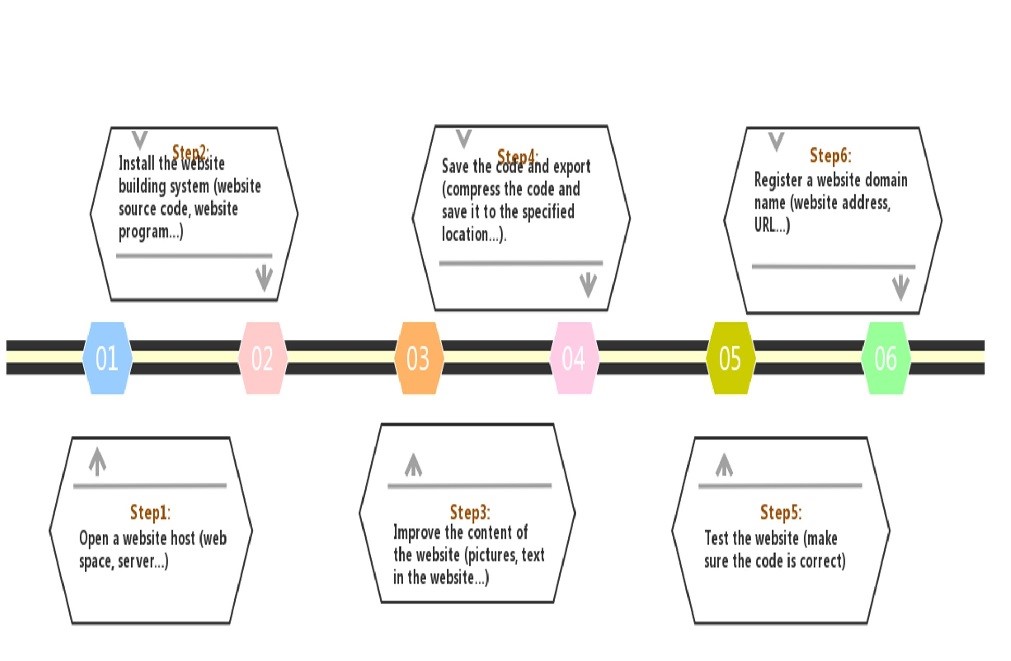 Step2:
Install the website
building system (website
source code, website
program...)
Step4:
Save the code and export
(compress the code and
save it to the specified
location...).
Step6:
Register a website domain
name (website address,
URL...)
01
02
03
04
05
06
Step1:
Open a website host (web
space, server...)
Step3:
Improve the content of
the website (pictures, text
in the website...)
Step5:
Test the website (make
sure the code is correct)